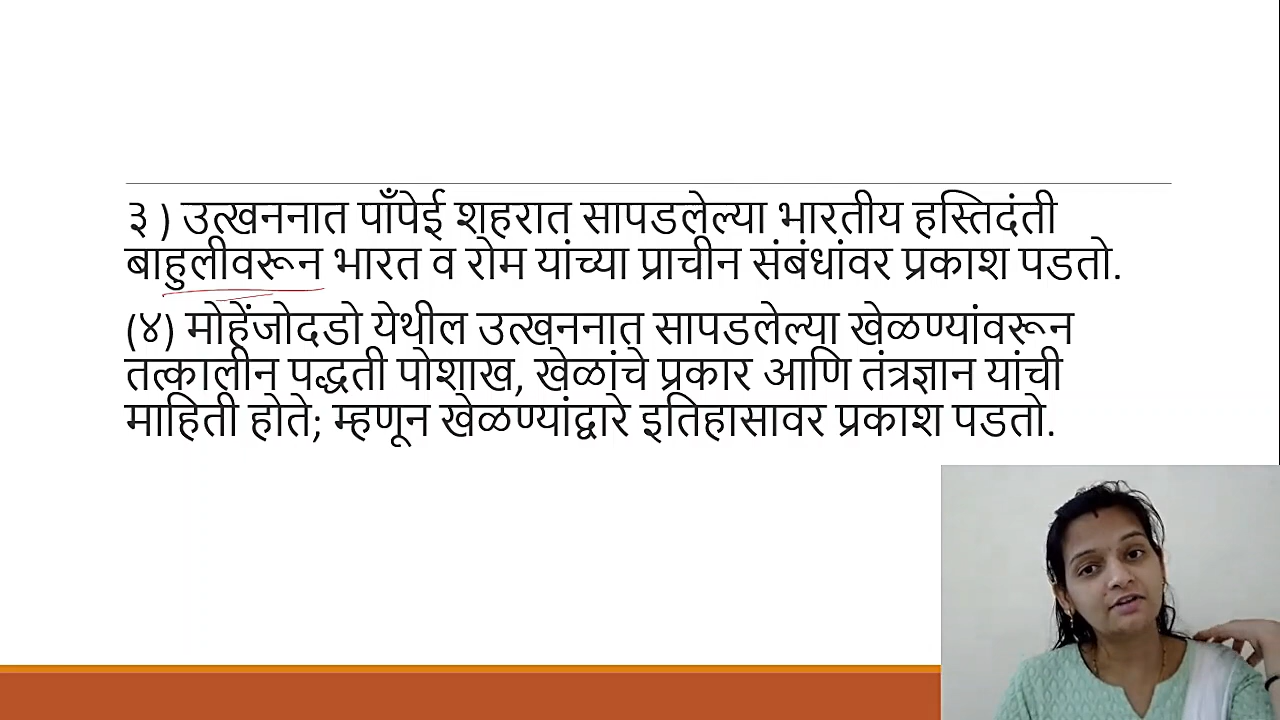 ३ ) उत्खननात पाँपेई शहरात सापडलेल्या भारतीय हस्तिदंती
बाहुलीवरून भारत व रोम यांच्या प्राचीन संबंधांवर प्रकाश पडतो.
(४) मोहेंजोदडो येथील उत्खननात सापडलेल्या खेळण्यांवरून
तत्कालीन पद्धती पोशाख, खेळांचे प्रकार आणि तंत्रज्ञान यांची
माहिती होते; म्हणून खेळण्यांद्वारे इतिहासावर प्रकाश पडतो.